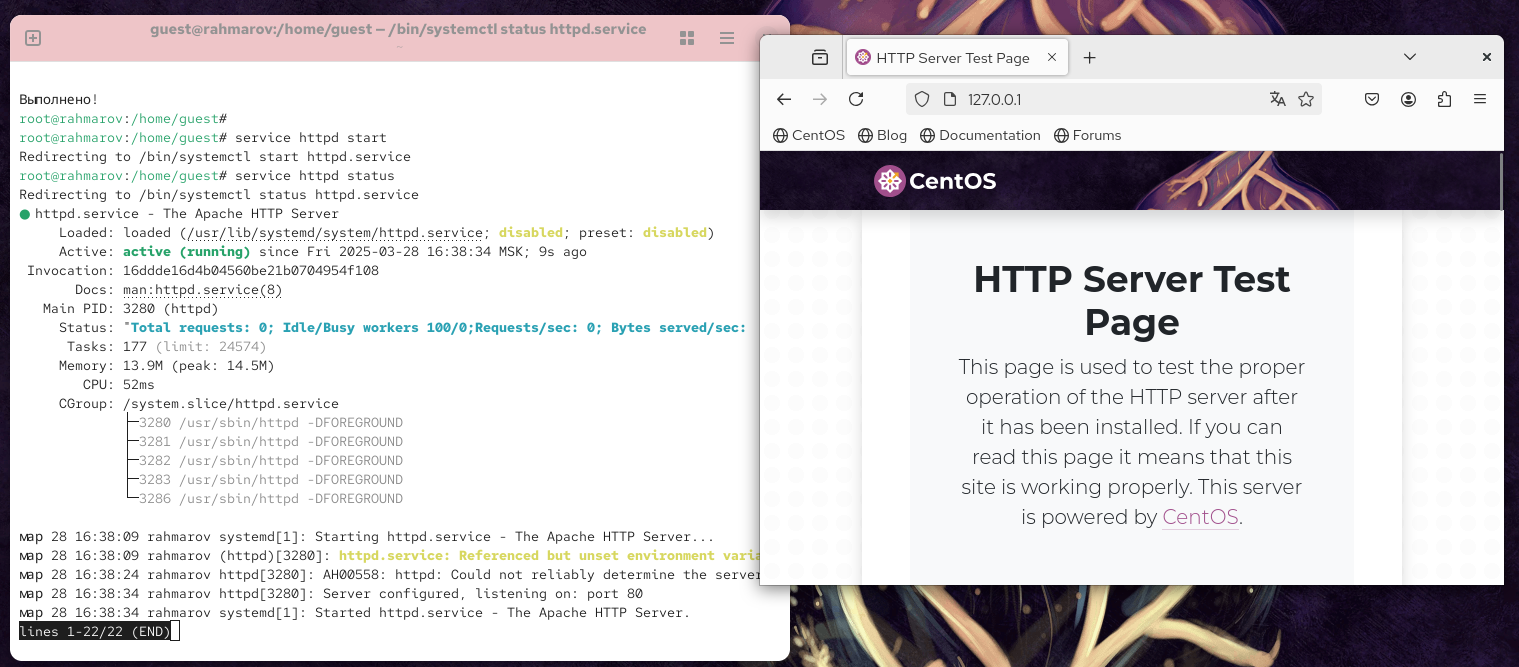 guest@rahmarov:/home/guest — /bin/systemctl status httpd.service
~
Выполнено!
root@rahmarov:/home/guest#
root@rahmarov:/home/guest# service httpd start
Redirecting to /bin/systemctl start httpd.service
root@rahmarov:/home/guest# service httpd status
Redirecting to /bin/systemctl status httpd.service
● httpd.service - The Apache HTTP Server
Loaded: loaded (/usr/lib/systemd/system/httpd.service; disabled; preset: disabled)
Active: active (running) since Fri 2025-03-28 16:38:34 MSK; 9s ago
Invocation: 16ddde16d4b04560be21b0704954f108
Docs: man:httpd.service(8)
Main PID: 3280 (httpd)
Status: "Total requests: 0; Idle/Busy workers 100/0;Requests/sec: 0; Bytes served/sec:
Tasks: 177 (limit: 24574)
Memory: 13.9M (peak: 14.5M)
CPU: 52ms
CGroup: /system.slice/httpd.service
├─3280 /usr/sbin/httpd -DFOREGROUND
├─3281 /usr/sbin/httpd -DFOREGROUND
├─3282 /usr/sbin/httpd -DFOREGROUND
├─3283 /usr/sbin/httpd -DFOREGROUND
└─3286 /usr/sbin/httpd -DFOREGROUND
мар 28 16:38:09 rahmarov systemd[1]: Starting httpd.service - The Apache HTTP Server...
мар 28 16:38:09 rahmarov (httpd)[3280]: httpd.service: Referenced but unset environment varia
мар 28 16:38:24 rahmarov httpd[3280]: AH00558: httpd: Could not reliably determine the server
мар 28 16:38:34 rahmarov httpd[3280]: Server configured, listening on: port 80
мар 28 16:38:34 rahmarov systemd[1]: Started httpd.service - The Apache HTTP Server.
lines 1-22/22 (END)
HTTP Server Test Page
127.0.0.1
CentOS Blog Documentation Forums
CentOS
HTTP Server Test
Page
This page is used to test the proper
operation of the HTTP server after
it has been installed. If you can
read this page it means that this
site is working properly. This server
is powered by CentOS.